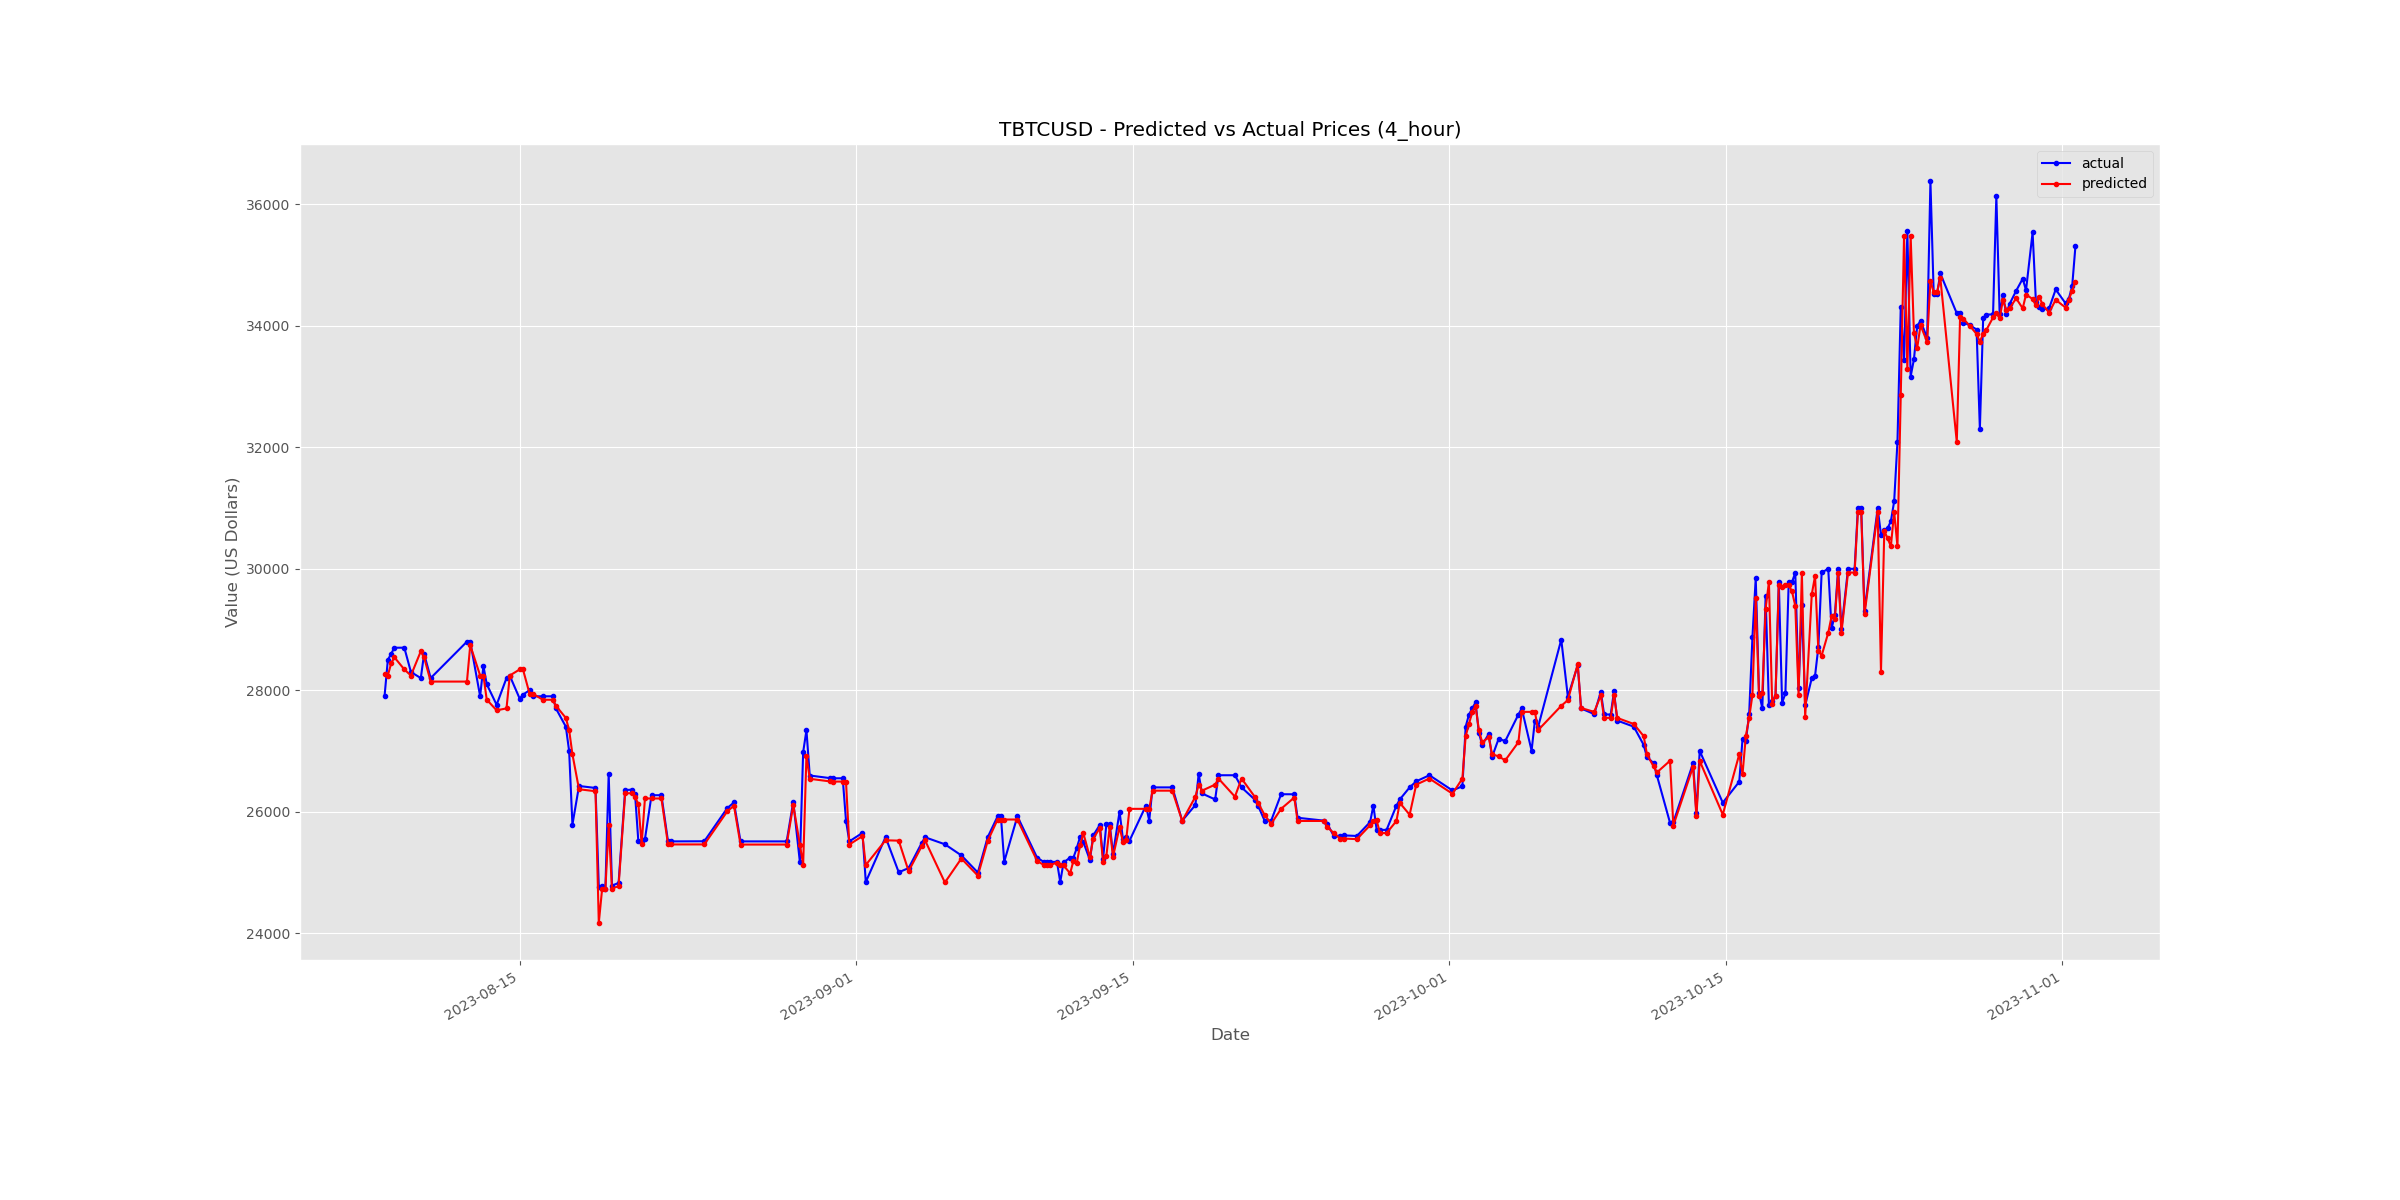 TBTCUSD - Predicted vs Actual Prices (4_hour)
actual
predicted
Value (US Dollars)
36000
34000
32000
30000
28000
26000
24000
2023-08-15
2023-09-01
2023-09-15
2023-10-01
2023-10-15
2023-11-01
Date